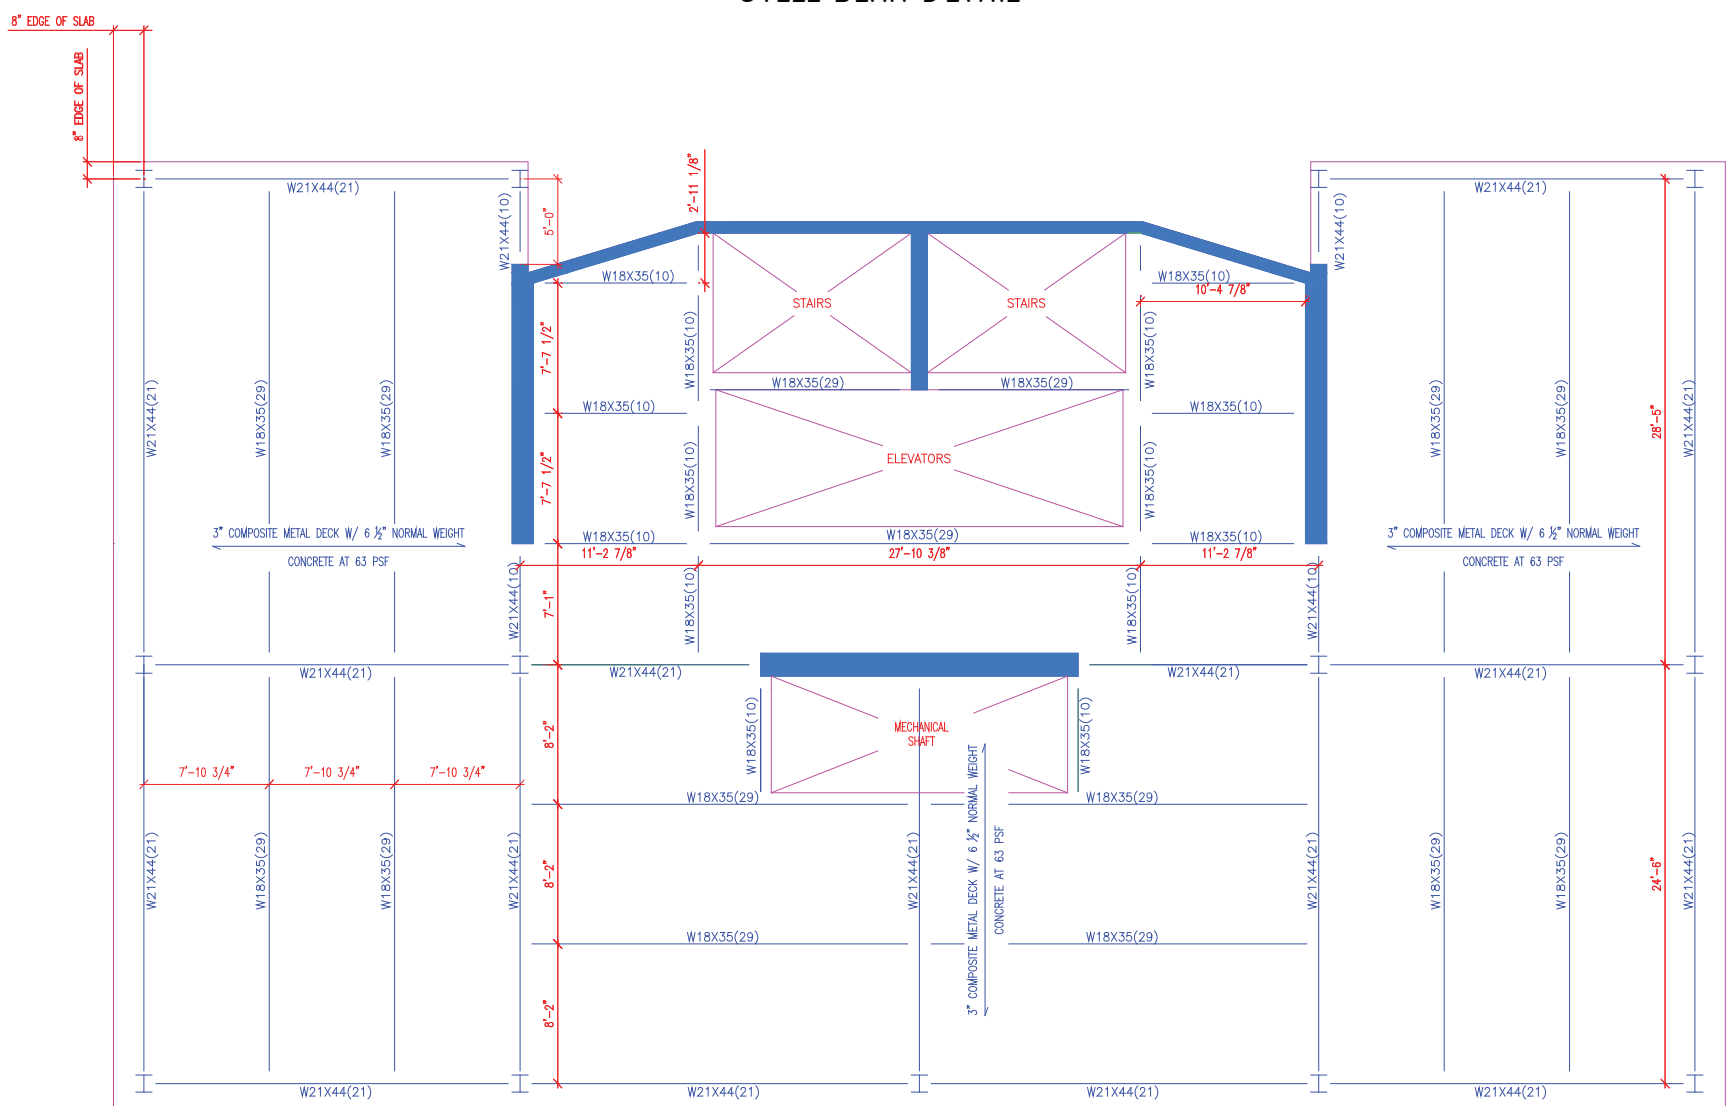 8" EDGE OF SLAB
8" EDGE OF SLAB
W21X44(21)
W21X44(21)
2'-11 1/8"
5'-0"
W21X44(10)
W21X44(10)
W18X35(10)
W18X35(10)
10'-4 7/8"
STAIRS
STAIRS
7'-7 1/2"
W18X35(10)
W18X35(10)
W18X35(29)
W18X35(29)
W21X44(21)
W18X35(29)
W18X35(29)
W18X35(10)
W18X35(10)
W18X35(29)
W18X35(29)
W21X44(21)
28'-5"
ELEVATORS
7'-7 1/2"
W18X35(10)
W18X35(10)
3" COMPOSITE METAL DECK W/ 6 ½" NORMAL WEIGHT
CONCRETE AT 63 PSF
3" COMPOSITE METAL DECK W/ 6 ½" NORMAL WEIGHT
CONCRETE AT 63 PSF
W18X35(10)
W18X35(29)
W18X35(10)
11'-2 7/8"
27'-10 3/8"
11'-2 7/8"
W21X44(10)
7'-1"
W18X35(10)
W18X35(10)
W21X44(10)
W21X44(21)
W21X44(21)
W21X44(21)
W21X44(21)
8'-2"
W18X35(10)
MECHANICAL
SHAFT
W18X35(10)
7'-10 3/4"
7'-10 3/4"
7'-10 3/4"
W18X35(29)
W18X35(29)
W21X44(21)
W18X35(29)
W18X35(29)
W21X44(21)
8'-2"
W21X44(21)
3" COMPOSITE METAL DECK W/ 6 ½" NORMAL WEIGHT
CONCRETE AT 63 PSF
W21X44(21)
W18X35(29)
W18X35(29)
24'-6"
W21X44(21)
W18X35(29)
W18X35(29)
8'-2"
W21X44(21)
W21X44(21)
W21X44(21)
W21X44(21)